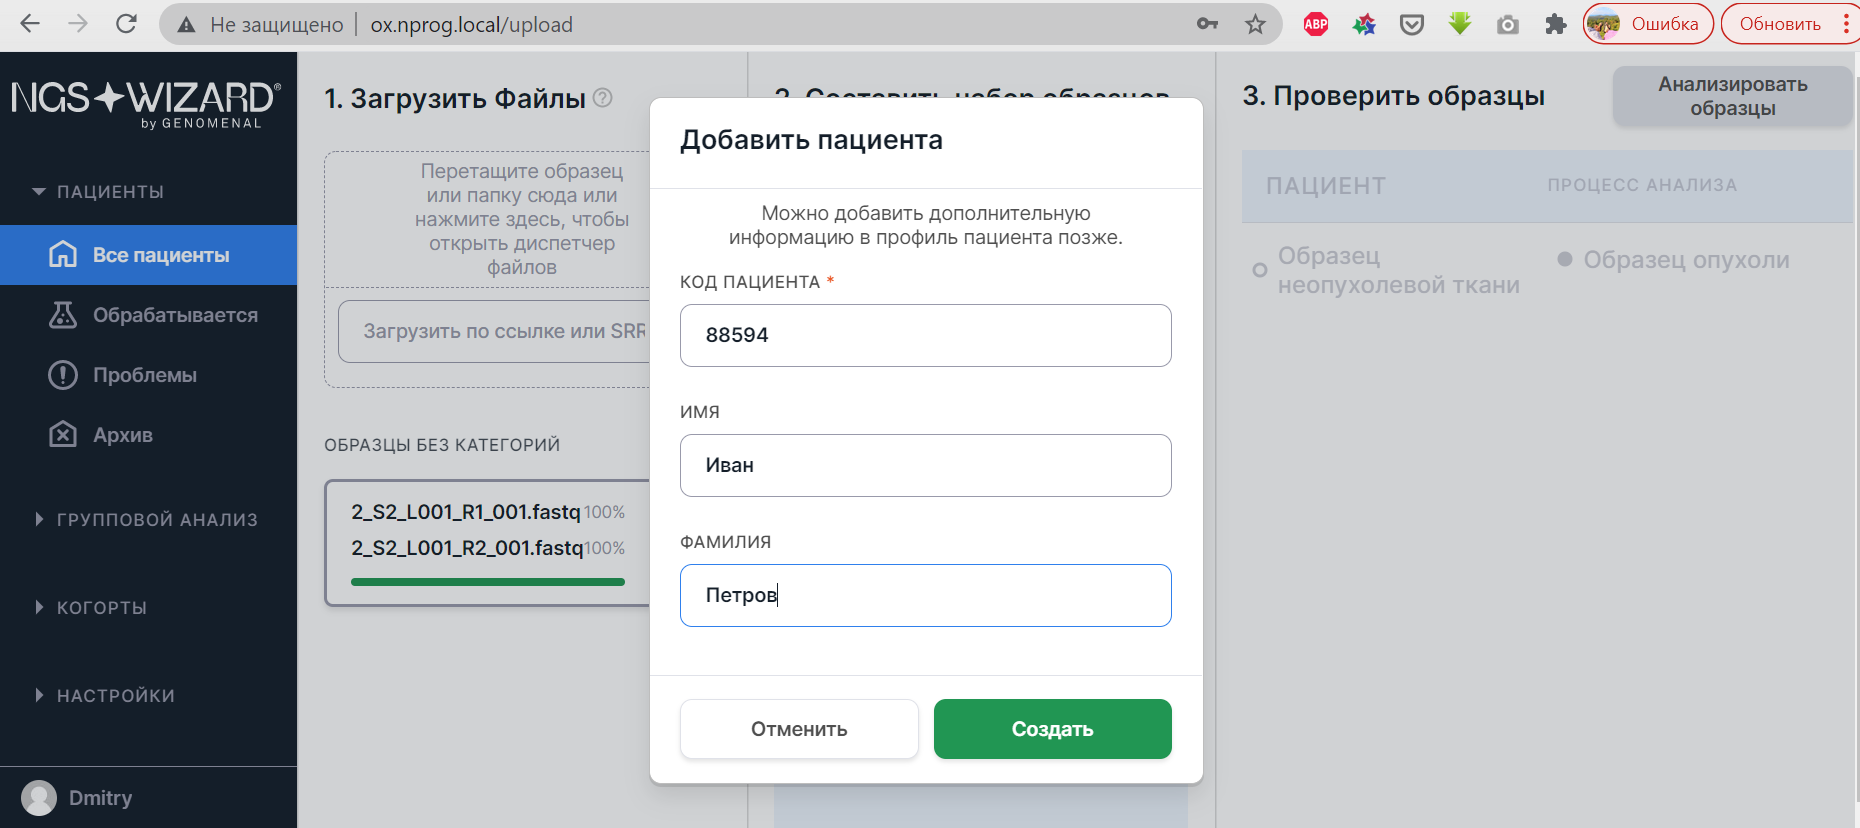 Не защищено
ox.nprog.local/upload
ABP
Ошибка
Обновить
NGS WIZARD®
by GENOMENAL
ПАЦИЕНТЫ
Все пациенты
Обрабатывается
Проблемы
Архив
ГРУППОВОЙ АНАЛИЗ
КОГОРТЫ
НАСТРОЙКИ
Dmitry
1. Загрузить Файлы
Перетащите образец
или папку сюда или
нажмите здесь, чтобы
открыть диспетчер
файлов
Загрузить по ссылке или SRR
ОБРАЗЦЫ БЕЗ КАТЕГОРИЙ
2_S2_L001_R1_001.fastq 100%
2_S2_L001_R2_001.fastq 100%
2. Составить набор образцов
Добавить пациента
Можно добавить дополнительную
информацию в профиль пациента позже.
КОД ПАЦИЕНТА *
88594
ИМЯ
Иван
ФАМИЛИЯ
Петров
Отменить
Создать
3. Проверить образцы
Анализировать
образцы
ПАЦИЕНТ
ПРОЦЕСС АНАЛИЗА
Образец
неопухолевой ткани
Образец опухоли